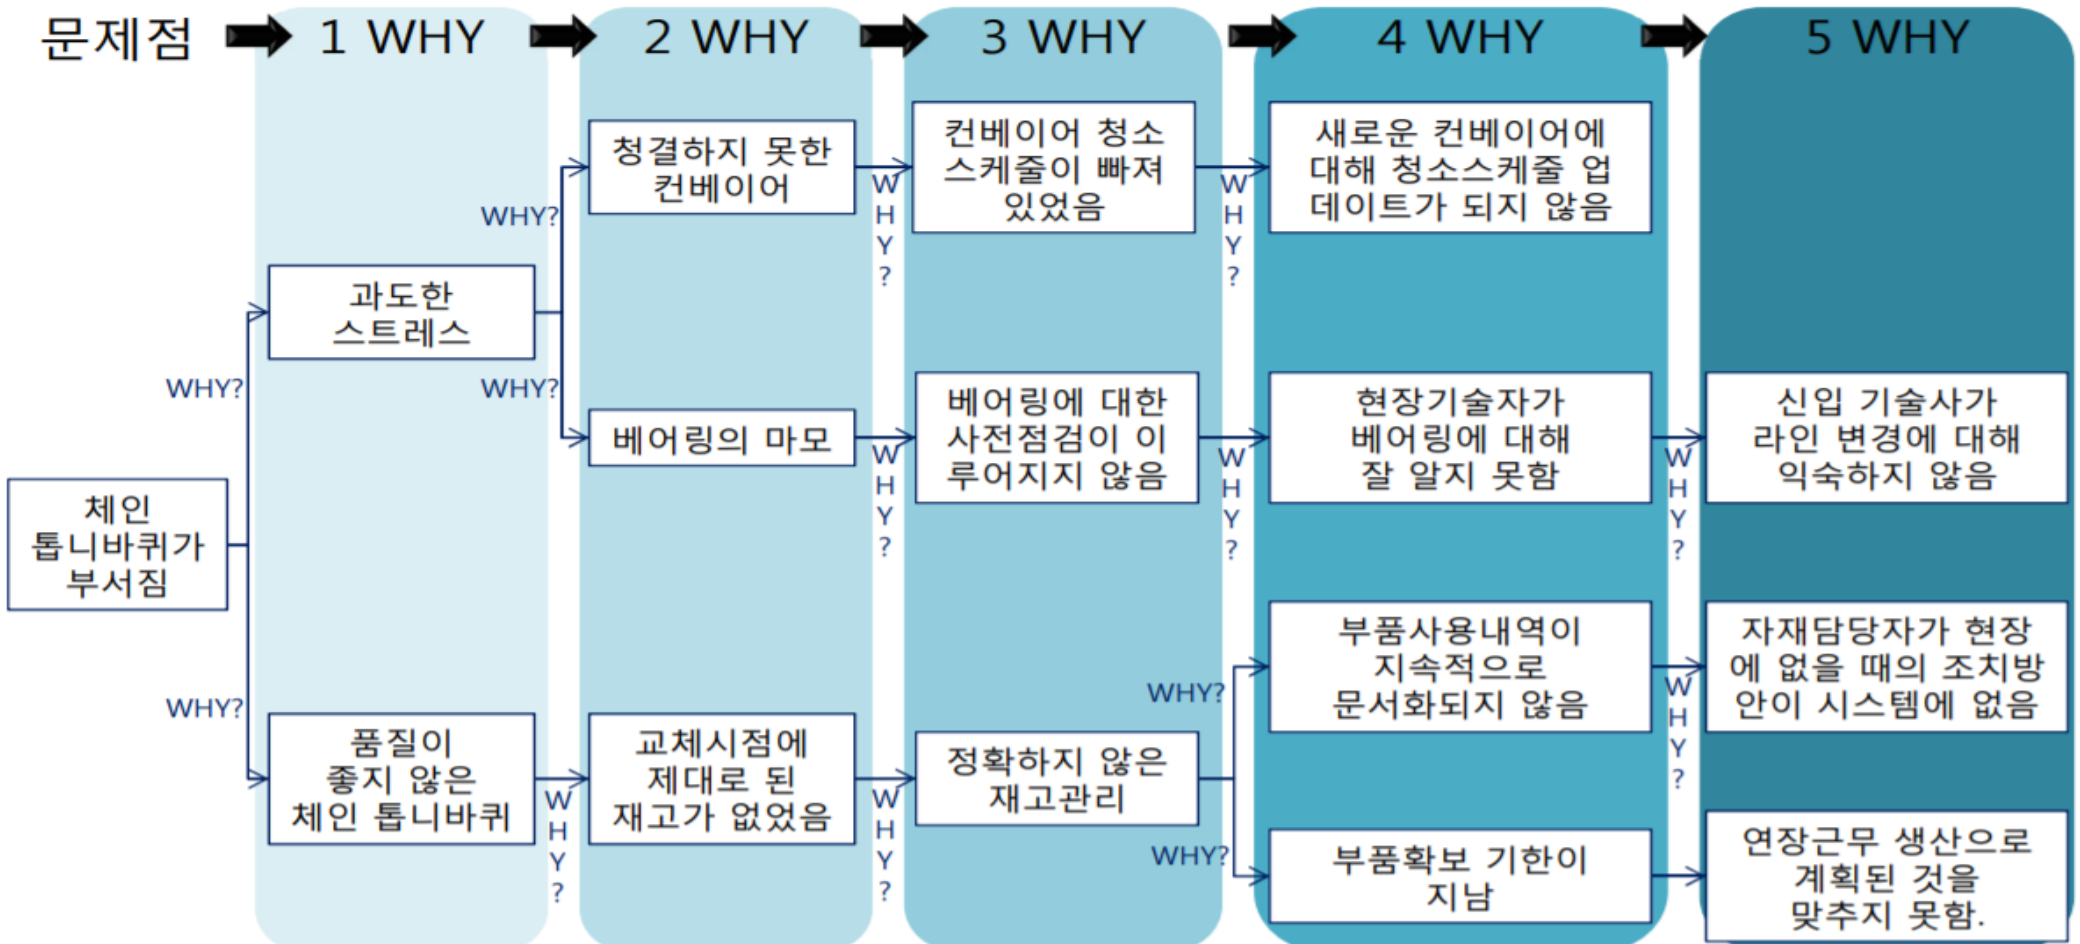 문제점
1 WHY
2 WHY
3 WHY
4 WHY
5 WHY
체인
톱니바퀴가
부서짐
WHY?
WHY?
과도한
스트레스
품질이
좋지 않은
체인 톱니바퀴
WHY?
WHY?
WHY?
청결하지 못한
컨베이어
베어링의 마모
교체시점에
제대로 된
재고가 없었음
WHY?
WHY?
WHY?
컨베이어 청소
스케줄이 빠져
있었음
베어링에 대한
사전점검이 이
루어지지 않음
정확하지 않은
재고관리
WHY?
WHY?
WHY?
WHY?
새로운 컨베이어에
대해 청소스케줄 업
데이트가 되지 않음
현장기술자가
베어링에 대해
잘 알지 못함
부품사용내역이
지속적으로
문서화되지 않음
부품확보 기한이
지남
WHY?
WHY?
신입 기술사가
라인 변경에 대해
익숙하지 않음
자재담당자가 현장
에 없을 때의 조치방
안이 시스템에 없음
연장근무 생산으로
계획된 것을
맞추지 못함.